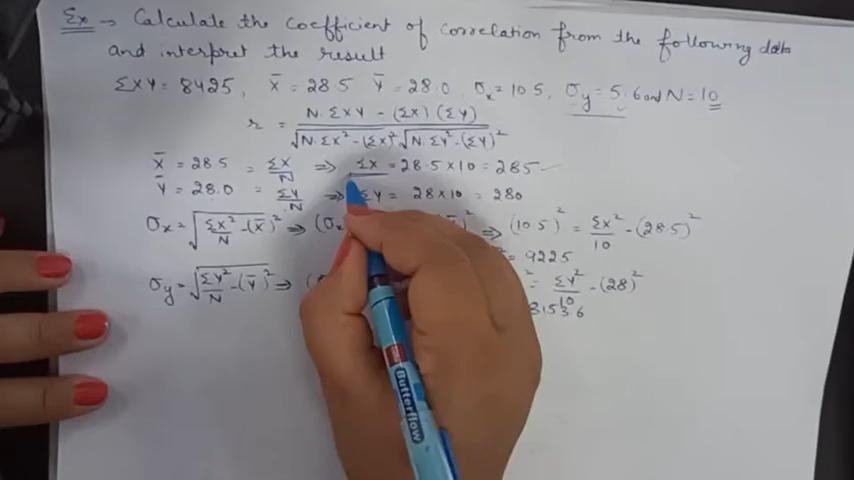 Ex → Calculate the coefficient of correlation from the following data
and interpret the result
ΣXY = 8425, X̄ = 28.5 Ȳ = 28.0, σx = 10.5, σy = 5.6 and N = 10
r = N·ΣXY - (ΣX) (ΣY) / √N·ΣX² - (ΣX)² √N·ΣY² - (ΣY)²
X̄ = 28.5 = ΣX/N ⇒ ΣX = 28.5 × 10 = 285
Ȳ = 28.0 = ΣY/N ⇒ ΣY = 28 × 10 = 280
σx = √ΣX²/N - (X̄)² ⇒ (σx ⇒ (10.5)² = ΣX²/10 - (28.5)²
= 9225
σy = √ΣY²/N - (Ȳ)² ⇒ ( = ΣY²/10 - (28)²
8153.6
Butterflow